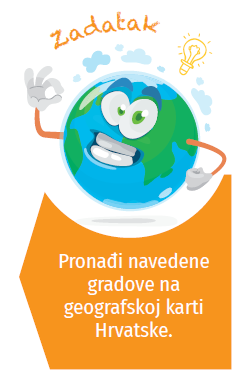 zadatak
Pronađi navedene
gradove na
geografskoj karti
Hrvatske.